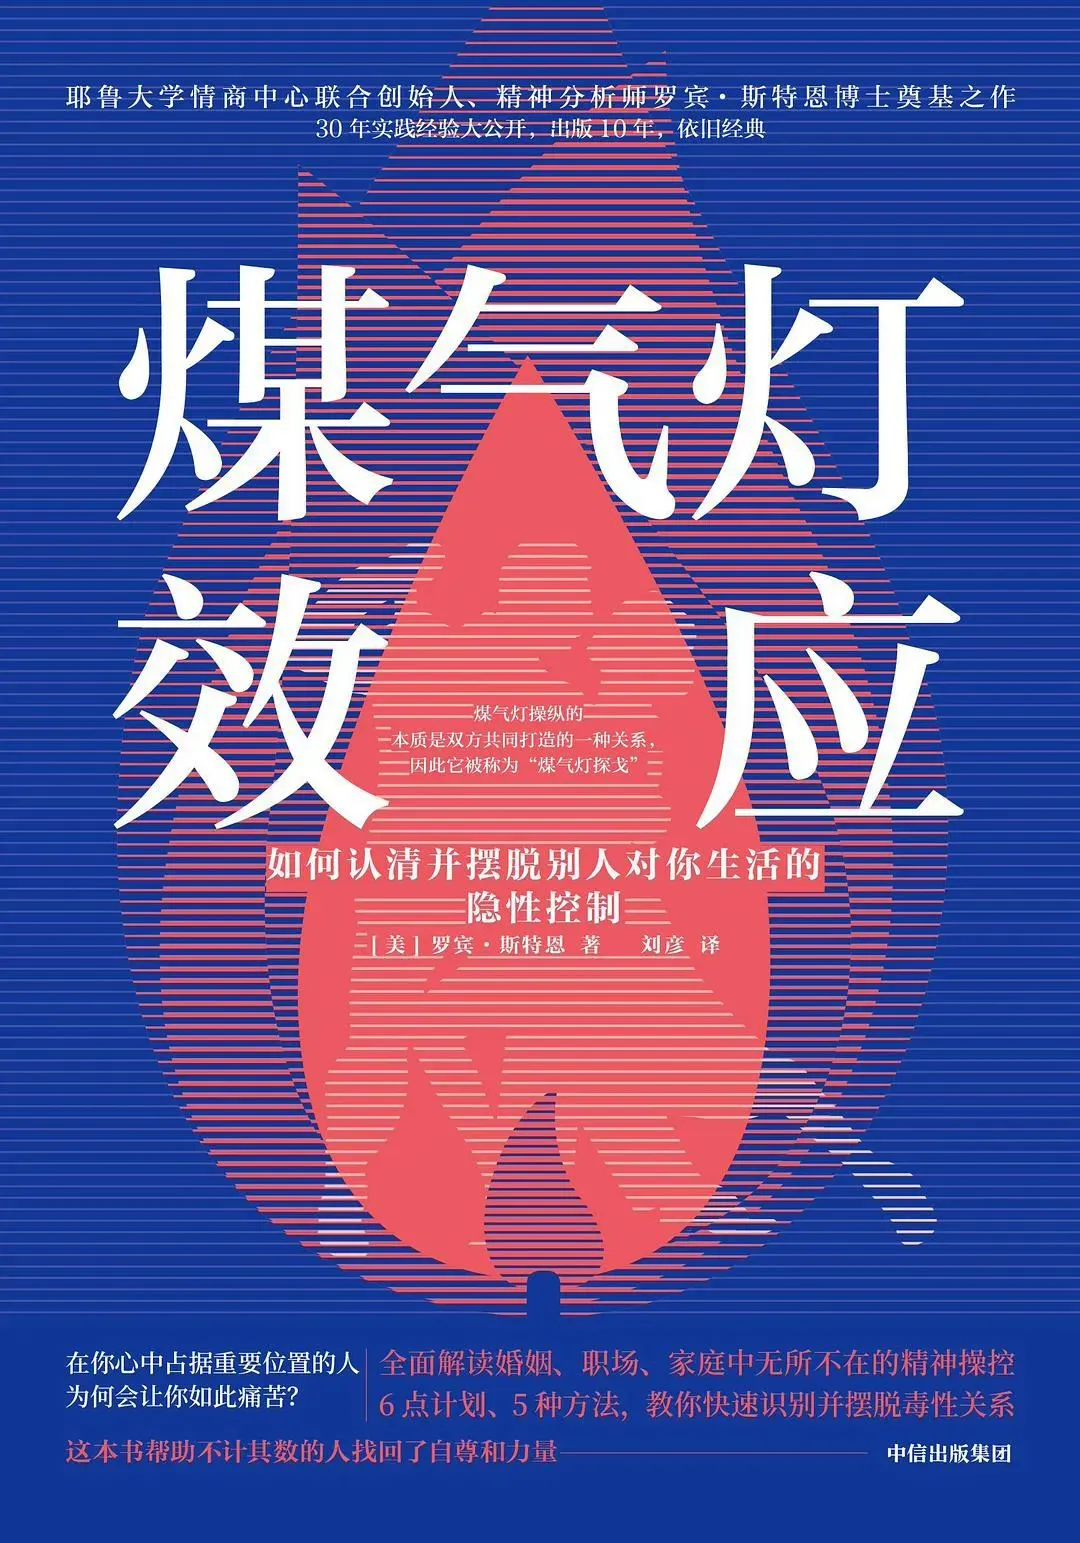 耶鲁大学情商中心联合创始人、精神分析师罗宾·斯特恩博士奠基之作
30年实践经验大公开，出版10年，依旧经典
煤气灯
效应
煤气灯操纵的
本质是双方共同打造的一种关系，
因此它被称为“煤气灯探戈”
如何认清并摆脱别人对你生活的
隐性控制
[美] 罗宾·斯特恩 著 刘彦 译
在你心中占据重要位置的人
为何会让你如此痛苦？
全面解读婚姻、职场、家庭中无所不在的精神操控
6点计划、5种方法，教你快速识别并摆脱毒性关系
这本书帮助不计其数的人找回了自尊和力量
中信出版集团